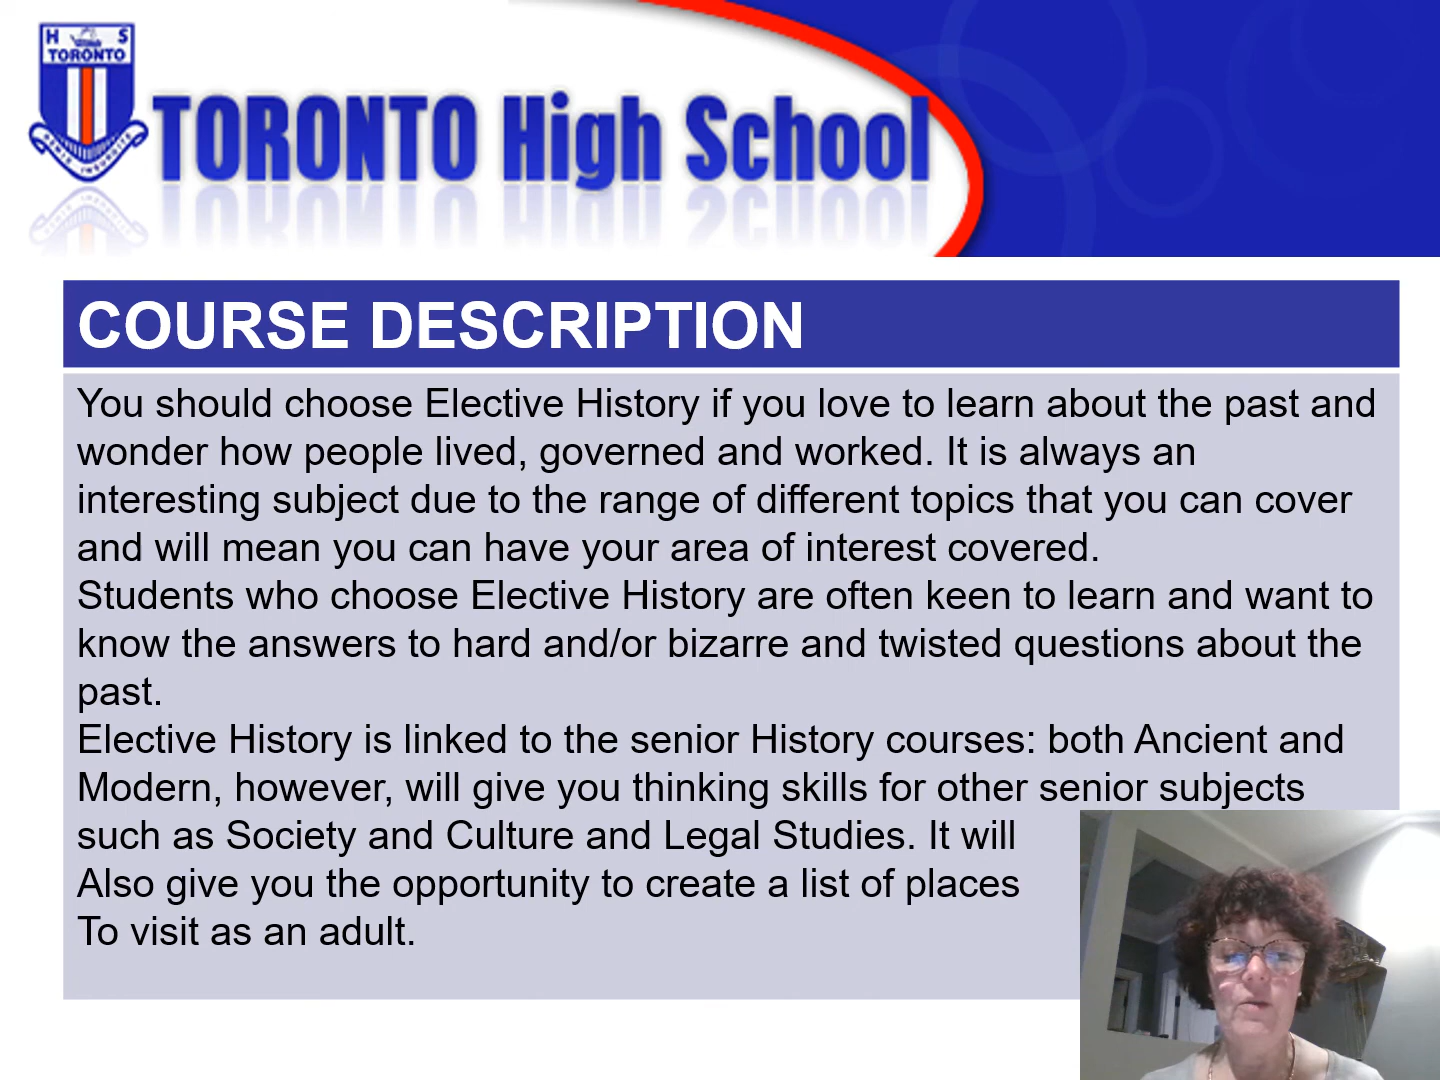 H S
TORONTO
TORONTO High School
COURSE DESCRIPTION
You should choose Elective History if you love to learn about the past and
wonder how people lived, governed and worked. It is always an
interesting subject due to the range of different topics that you can cover
and will mean you can have your area of interest covered.
Students who choose Elective History are often keen to learn and want to
know the answers to hard and/or bizarre and twisted questions about the
past.
Elective History is linked to the senior History courses: both Ancient and
Modern, however, will give you thinking skills for other senior subjects
such as Society and Culture and Legal Studies. It will
Also give you the opportunity to create a list of places
To visit as an adult.